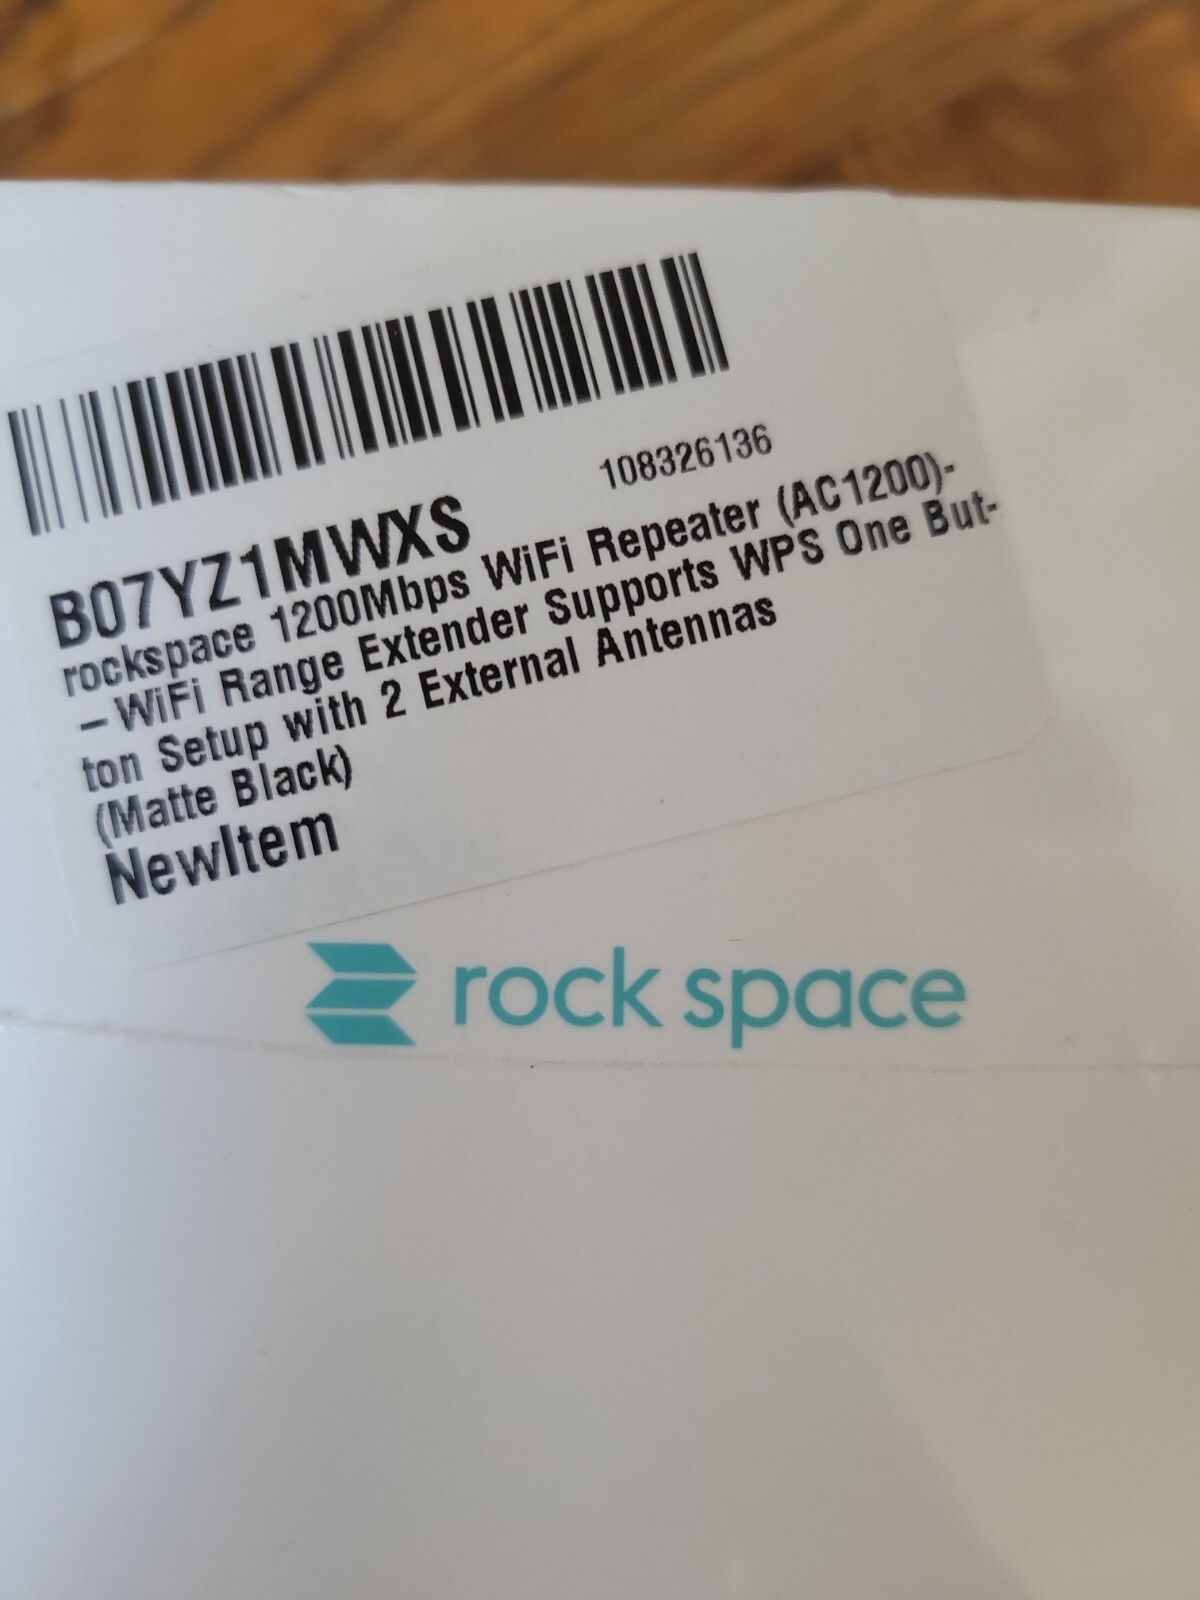 108326136
B07YZ1MWXS
rockspace 1200Mbps WiFi Repeater (AC1200)-
– WiFi Range Extender Supports WPS One But-
ton Setup with 2 External Antennas
(Matte Black)
NewItem
rock space